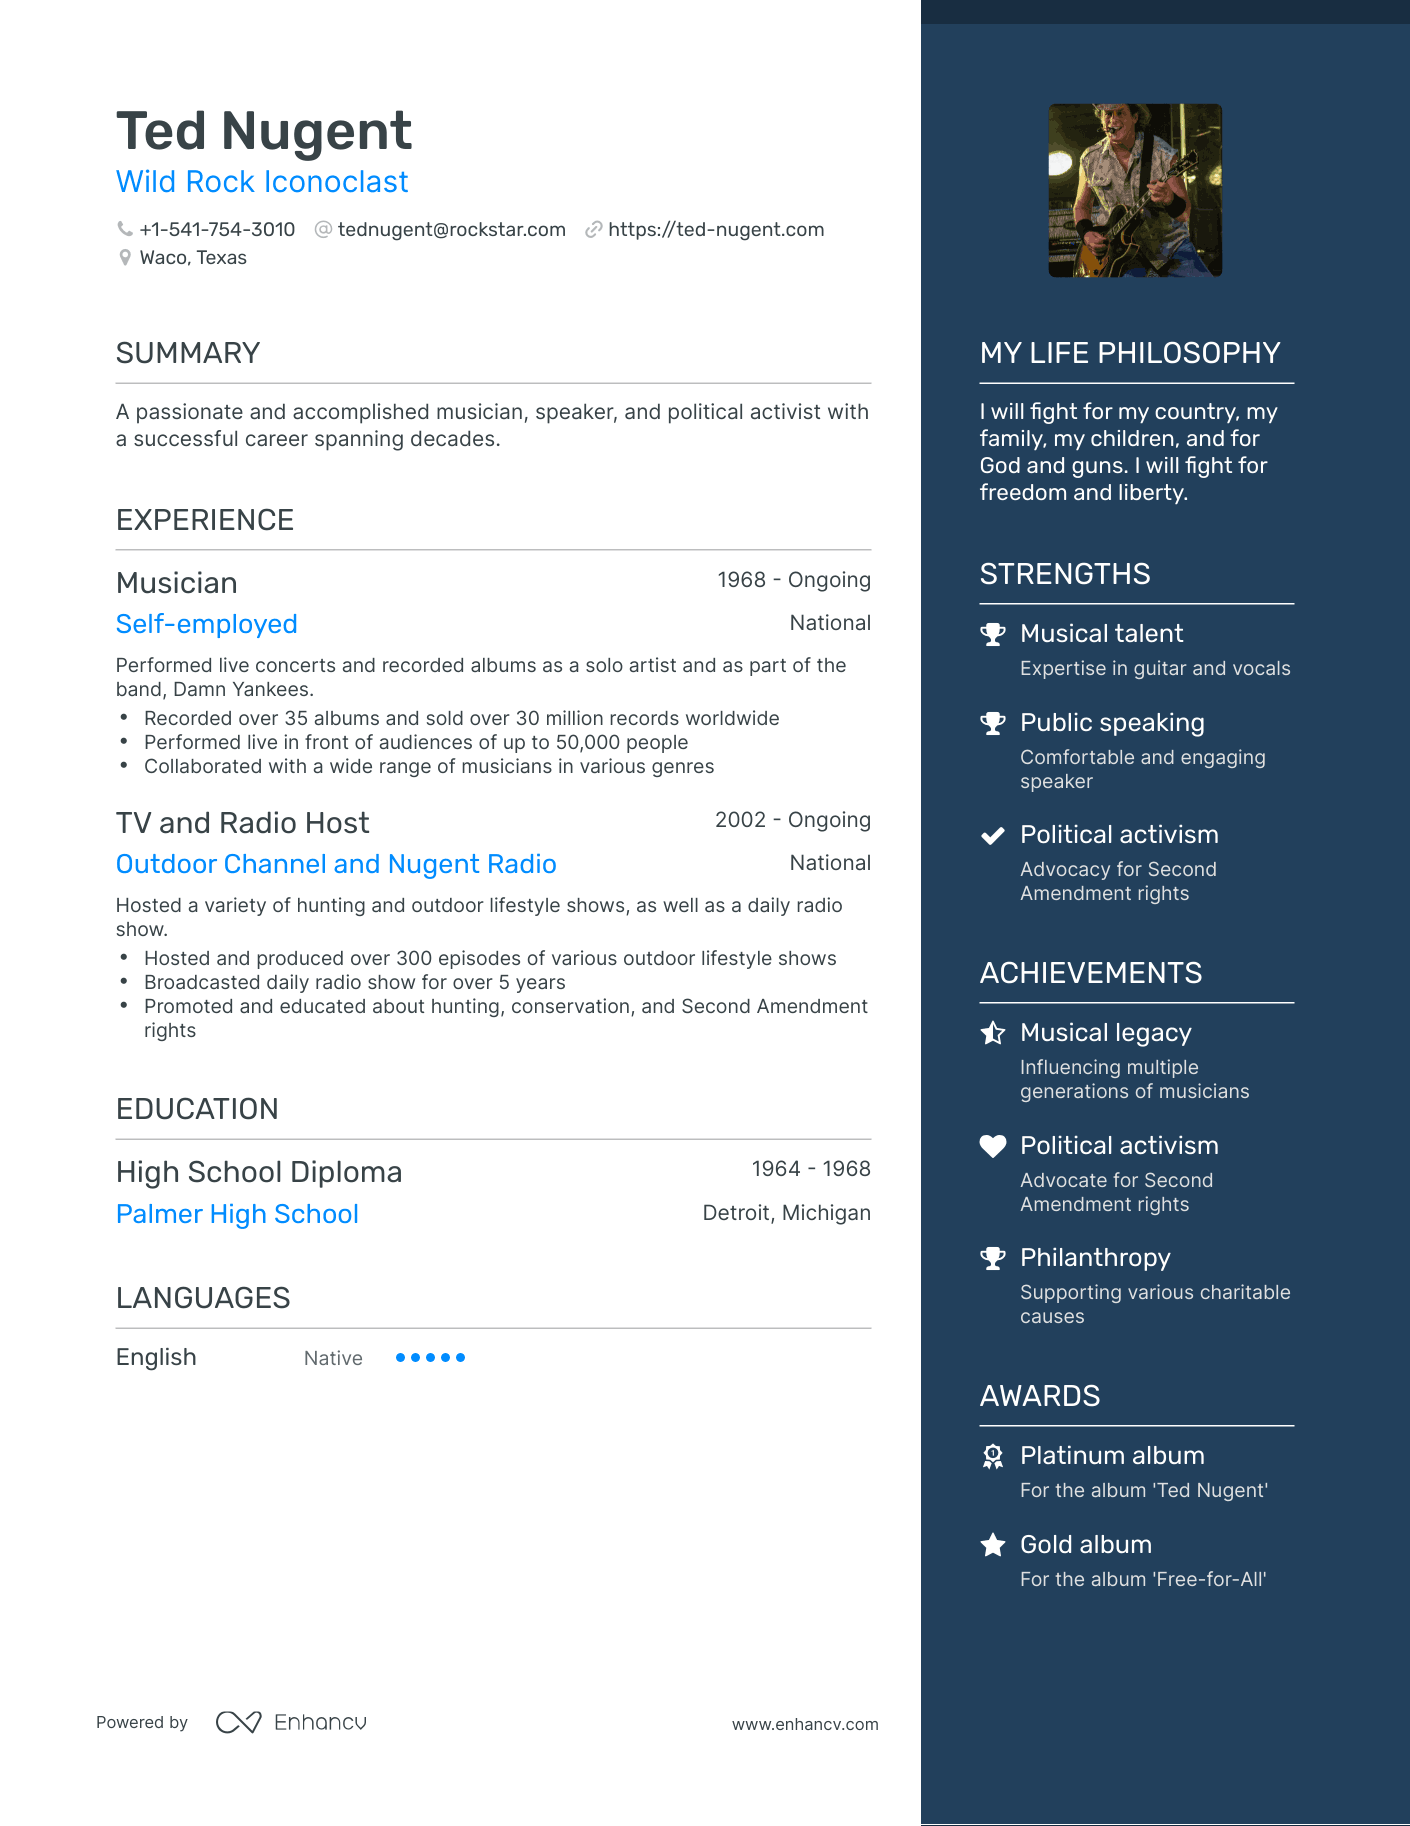 Ted Nugent
Wild Rock Iconoclast
+1-541-754-3010 tednugent@rockstar.com https://ted-nugent.com
Waco, Texas
SUMMARY
A passionate and accomplished musician, speaker, and political activist with
a successful career spanning decades.
EXPERIENCE
Musician 1968 - Ongoing
Self-employed National
Performed live concerts and recorded albums as a solo artist and as part of the
band, Damn Yankees.
• Recorded over 35 albums and sold over 30 million records worldwide
• Performed live in front of audiences of up to 50,000 people
• Collaborated with a wide range of musicians in various genres
TV and Radio Host 2002 - Ongoing
Outdoor Channel and Nugent Radio National
Hosted a variety of hunting and outdoor lifestyle shows, as well as a daily radio
show.
• Hosted and produced over 300 episodes of various outdoor lifestyle shows
• Broadcasted daily radio show for over 5 years
• Promoted and educated about hunting, conservation, and Second Amendment
rights
EDUCATION
High School Diploma 1964 - 1968
Palmer High School Detroit, Michigan
LANGUAGES
English Native
MY LIFE PHILOSOPHY
I will fight for my country, my
family, my children, and for
God and guns. I will fight for
freedom and liberty.
STRENGTHS
Musical talent
Expertise in guitar and vocals
Public speaking
Comfortable and engaging
speaker
Political activism
Advocacy for Second
Amendment rights
ACHIEVEMENTS
Musical legacy
Influencing multiple
generations of musicians
Political activism
Advocate for Second
Amendment rights
Philanthropy
Supporting various charitable
causes
AWARDS
Platinum album
For the album 'Ted Nugent'
Gold album
For the album 'Free-for-All'
Powered by Enhancv www.enhancv.com